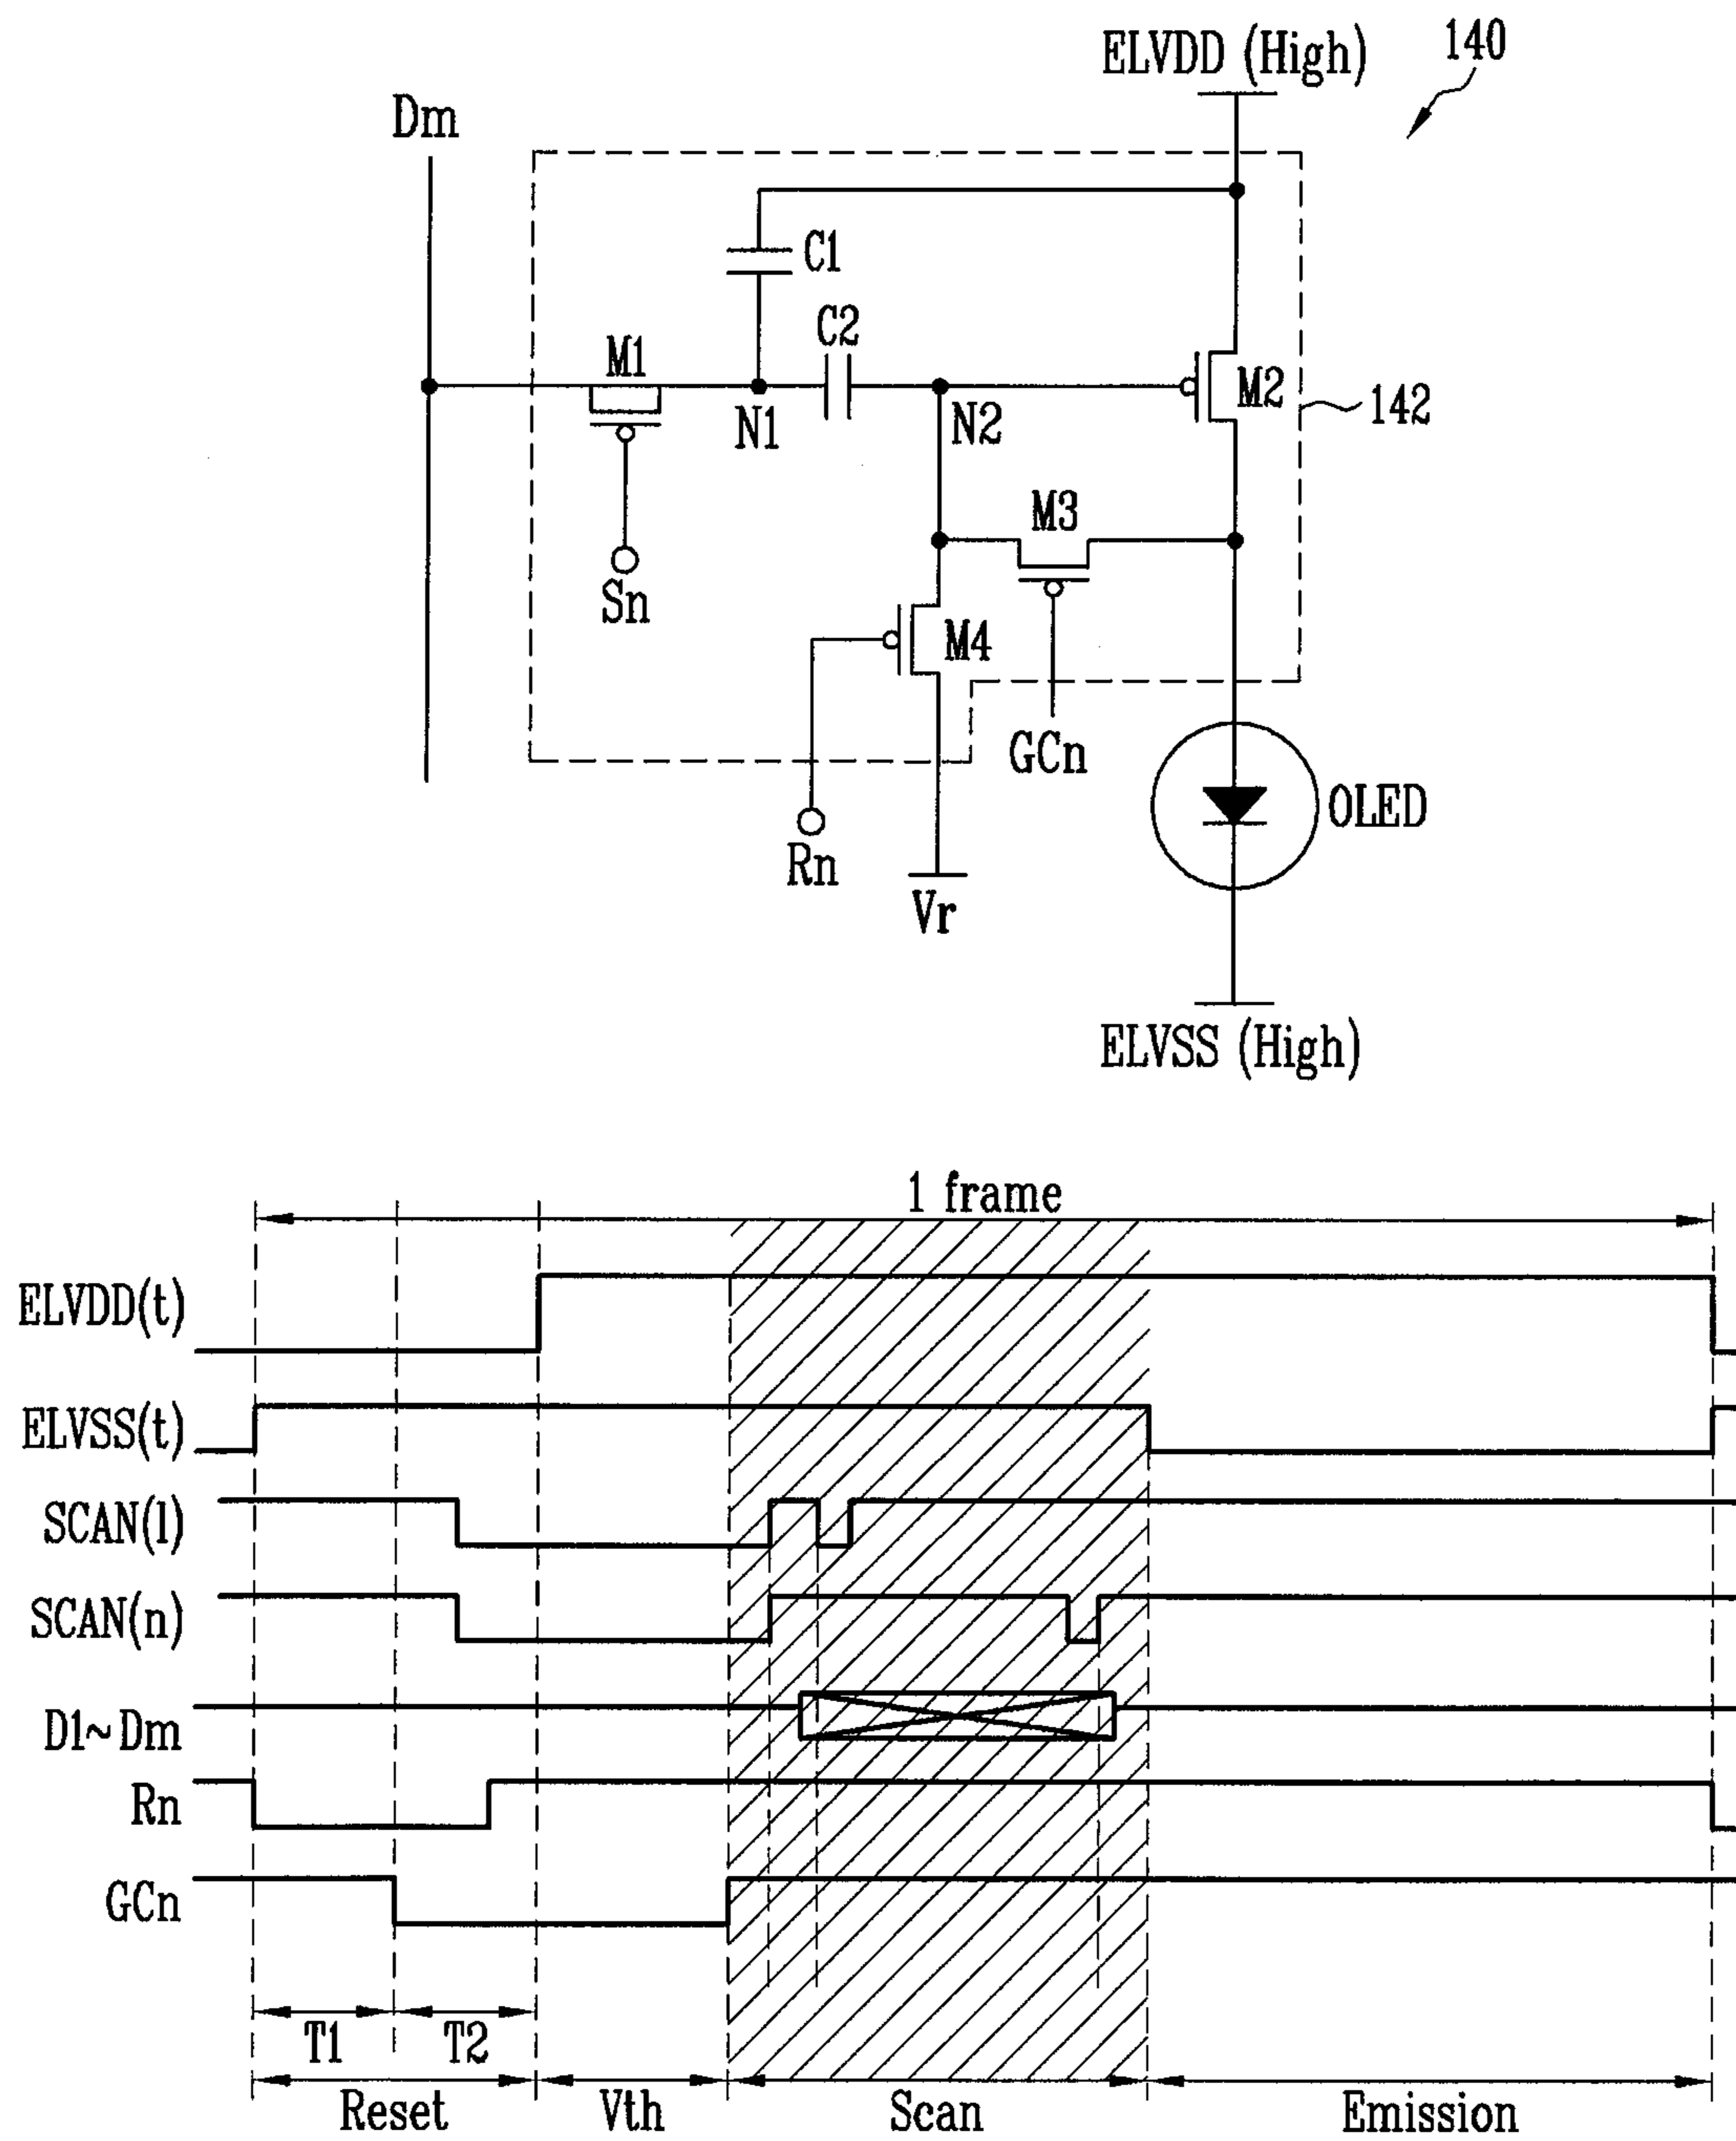 ELVDD (High)
140
Dm
C1
C2
M1
M2
N1
N2
142
M3
Sn
M4
GCn
OLED
Rn
Vr
ELVSS (High)
1 frame
ELVDD(t)
ELVSS(t)
SCAN(1)
SCAN(n)
D1~Dm
Rn
GCn
T1
T2
Reset
Vth
Scan
Emission